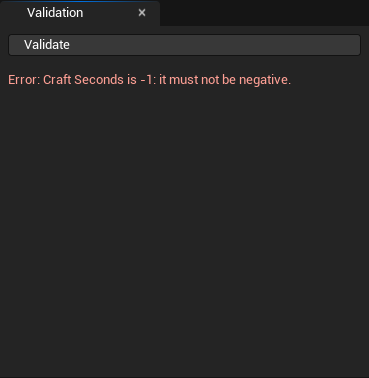 Validation
Validate
Error: Craft Seconds is -1: it must not be negative.